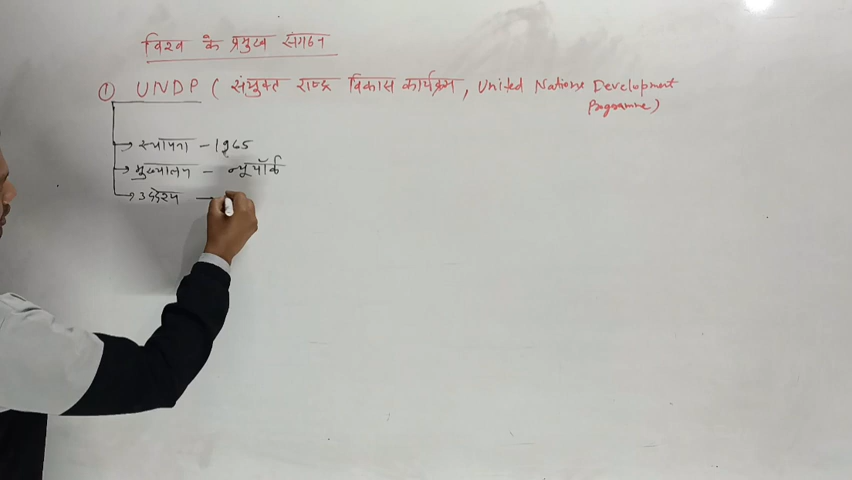 विश्व के प्रमुख संगठन
① UNDP ( संयुक्त राष्ट्र विकास कार्यक्रम, United Nations Development
Programme)
→ स्थापना – 1965
→ मुख्यालय – न्यूयॉर्क
→ उद्देश्य →